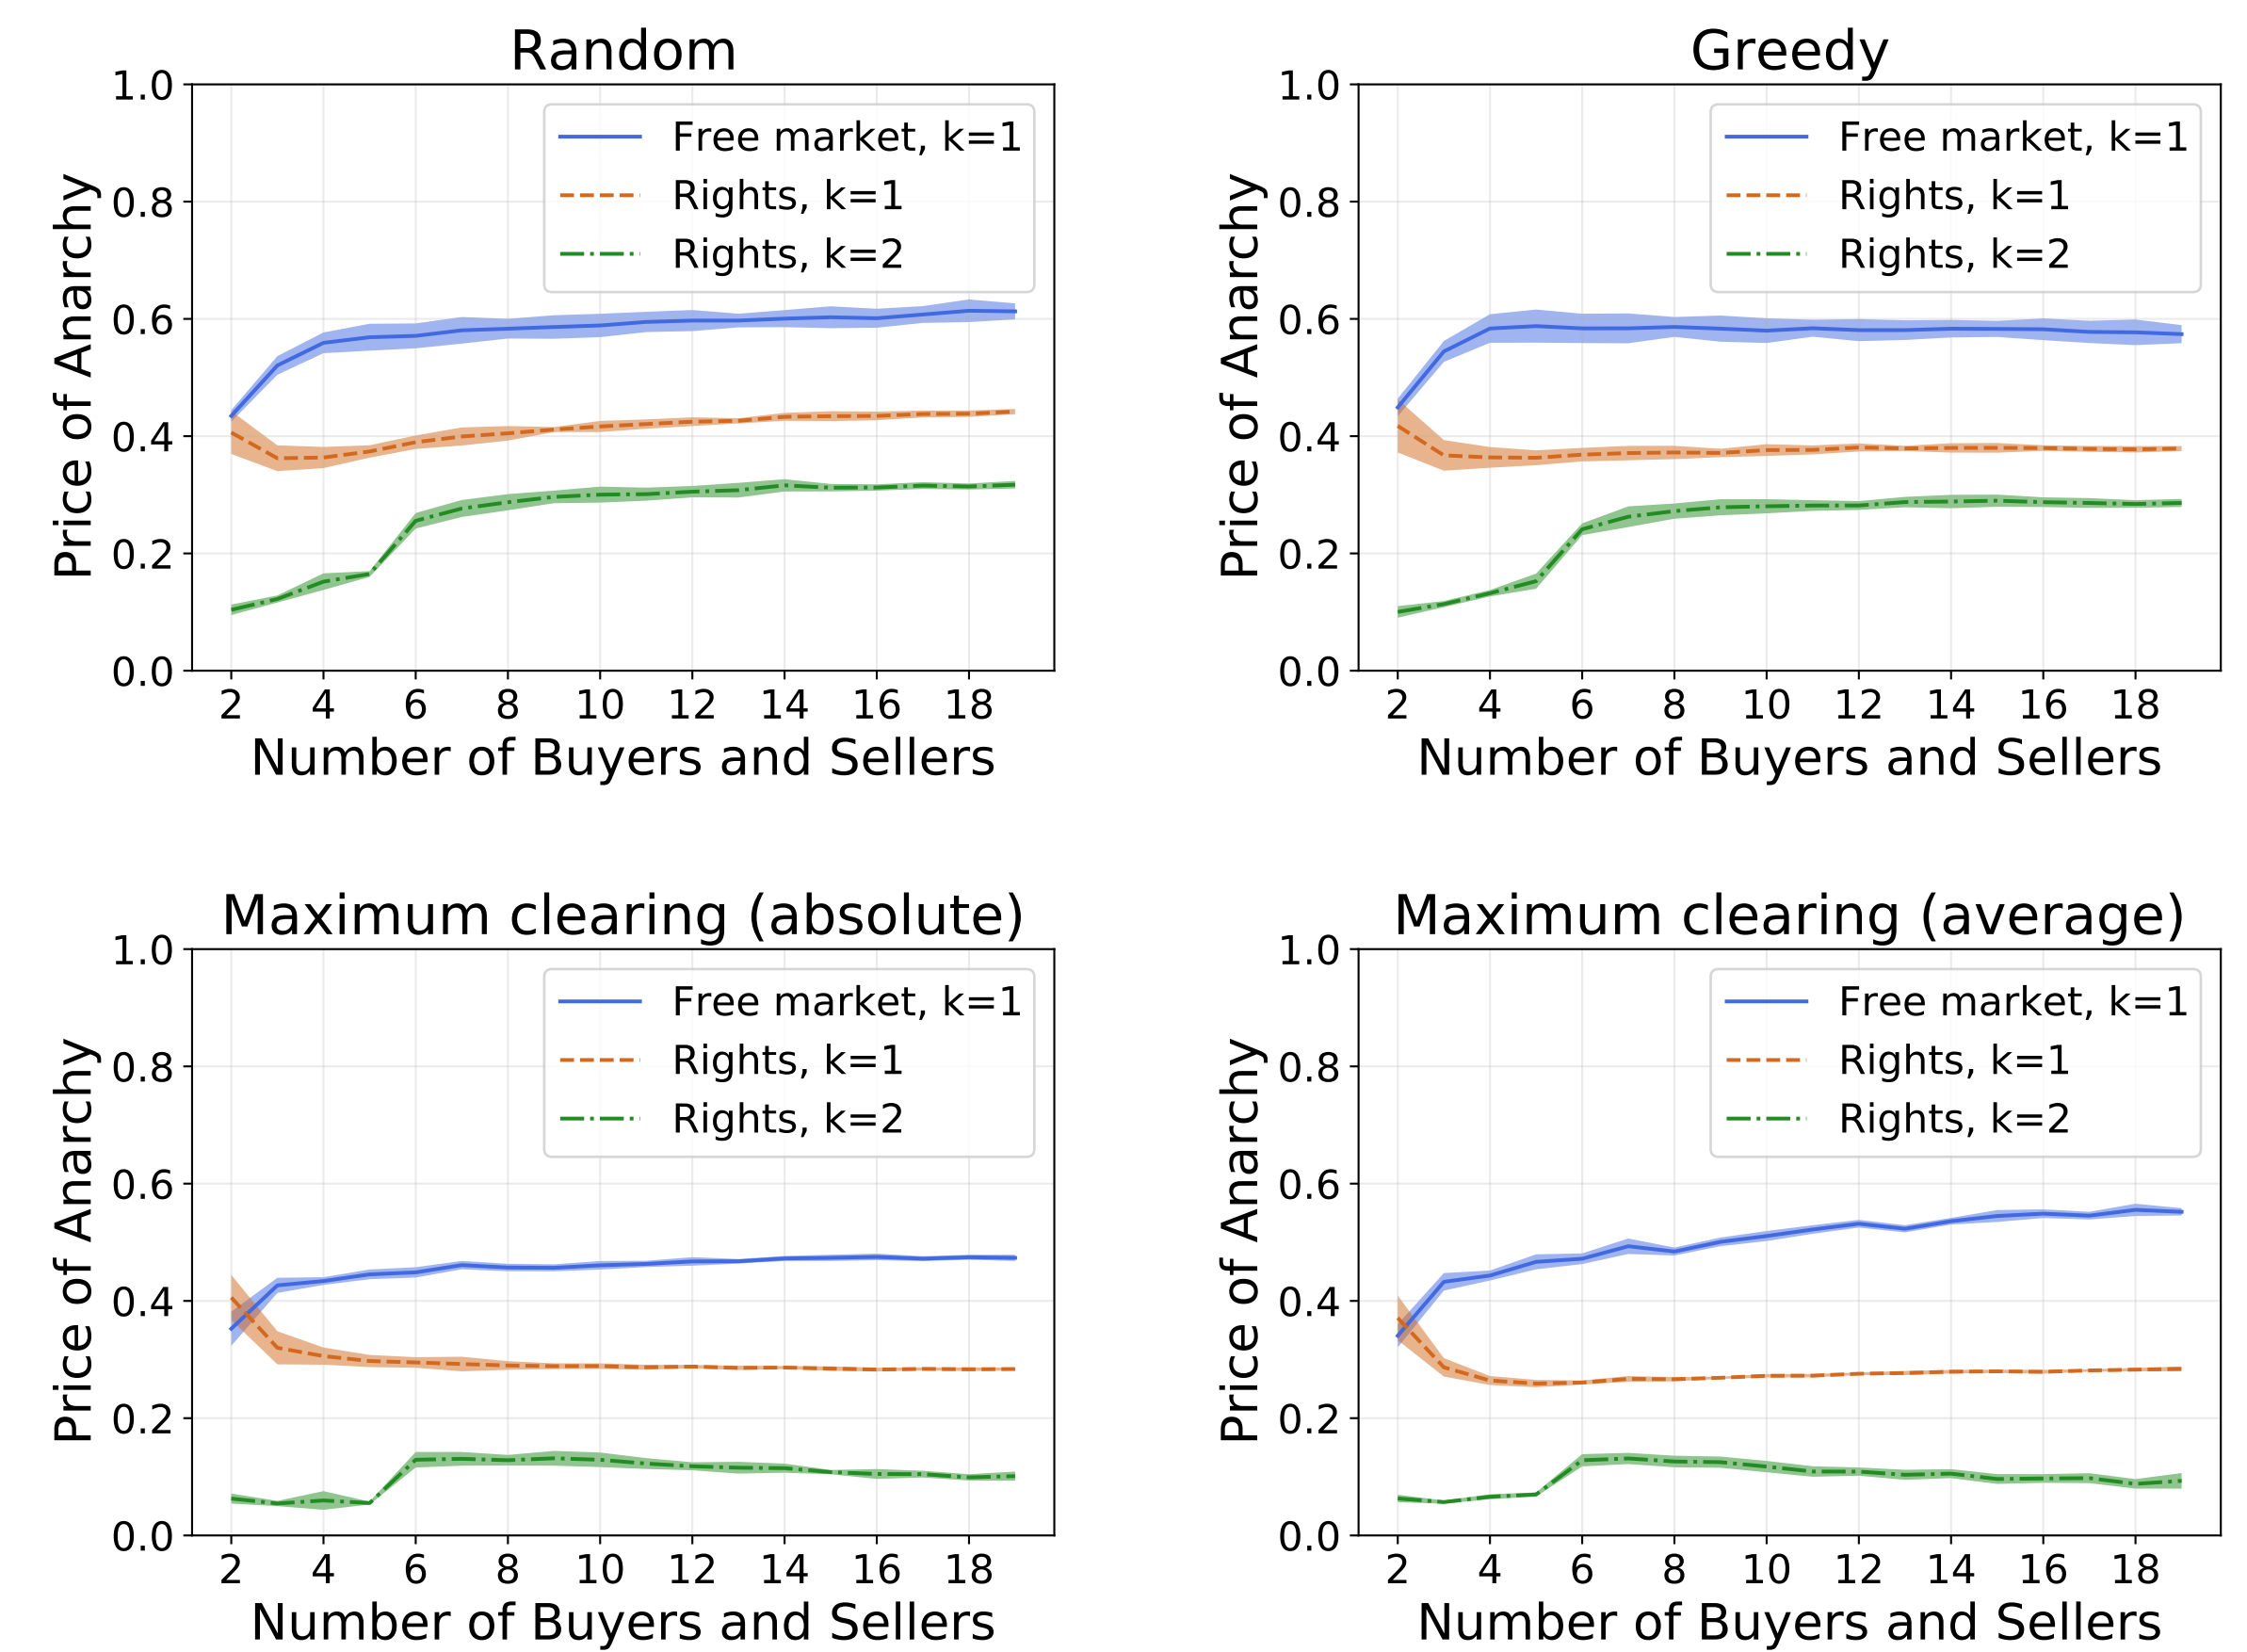 Random
1.0
0.8
0.6
0.4
0.2
0.0
Price of Anarchy
Free market, k=1
Rights, k=1
Rights, k=2
2 4 6 8 10 12 14 16 18
Number of Buyers and Sellers
Greedy
1.0
0.8
0.6
0.4
0.2
0.0
Price of Anarchy
Free market, k=1
Rights, k=1
Rights, k=2
2 4 6 8 10 12 14 16 18
Number of Buyers and Sellers
Maximum clearing (absolute)
1.0
0.8
0.6
0.4
0.2
0.0
Price of Anarchy
Free market, k=1
Rights, k=1
Rights, k=2
2 4 6 8 10 12 14 16 18
Number of Buyers and Sellers
Maximum clearing (average)
1.0
0.8
0.6
0.4
0.2
0.0
Price of Anarchy
Free market, k=1
Rights, k=1
Rights, k=2
2 4 6 8 10 12 14 16 18
Number of Buyers and Sellers